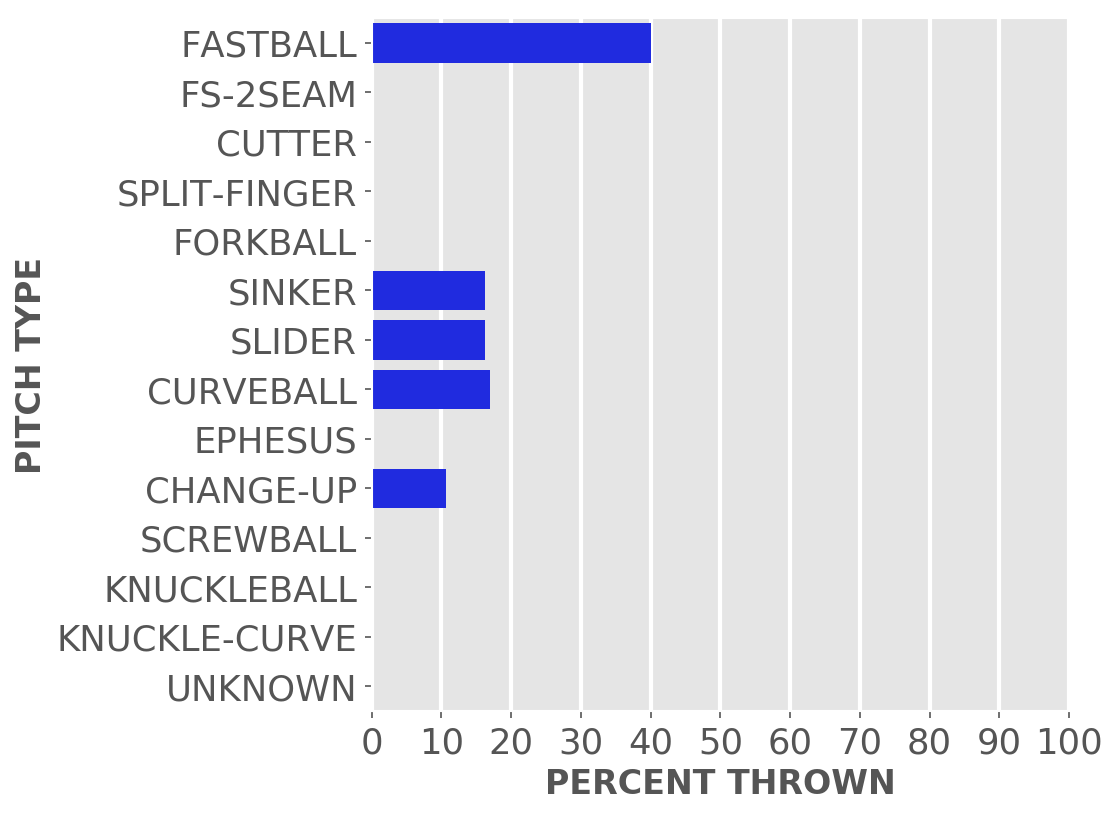 FASTBALL
FS-2SEAM
CUTTER
SPLIT-FINGER
FORKBALL
SINKER
SLIDER
CURVEBALL
EPHESUS
CHANGE-UP
SCREWBALL
KNUCKLEBALL
KNUCKLE-CURVE
UNKNOWN
PITCH TYPE
0 10 20 30 40 50 60 70 80 90 100
PERCENT THROWN